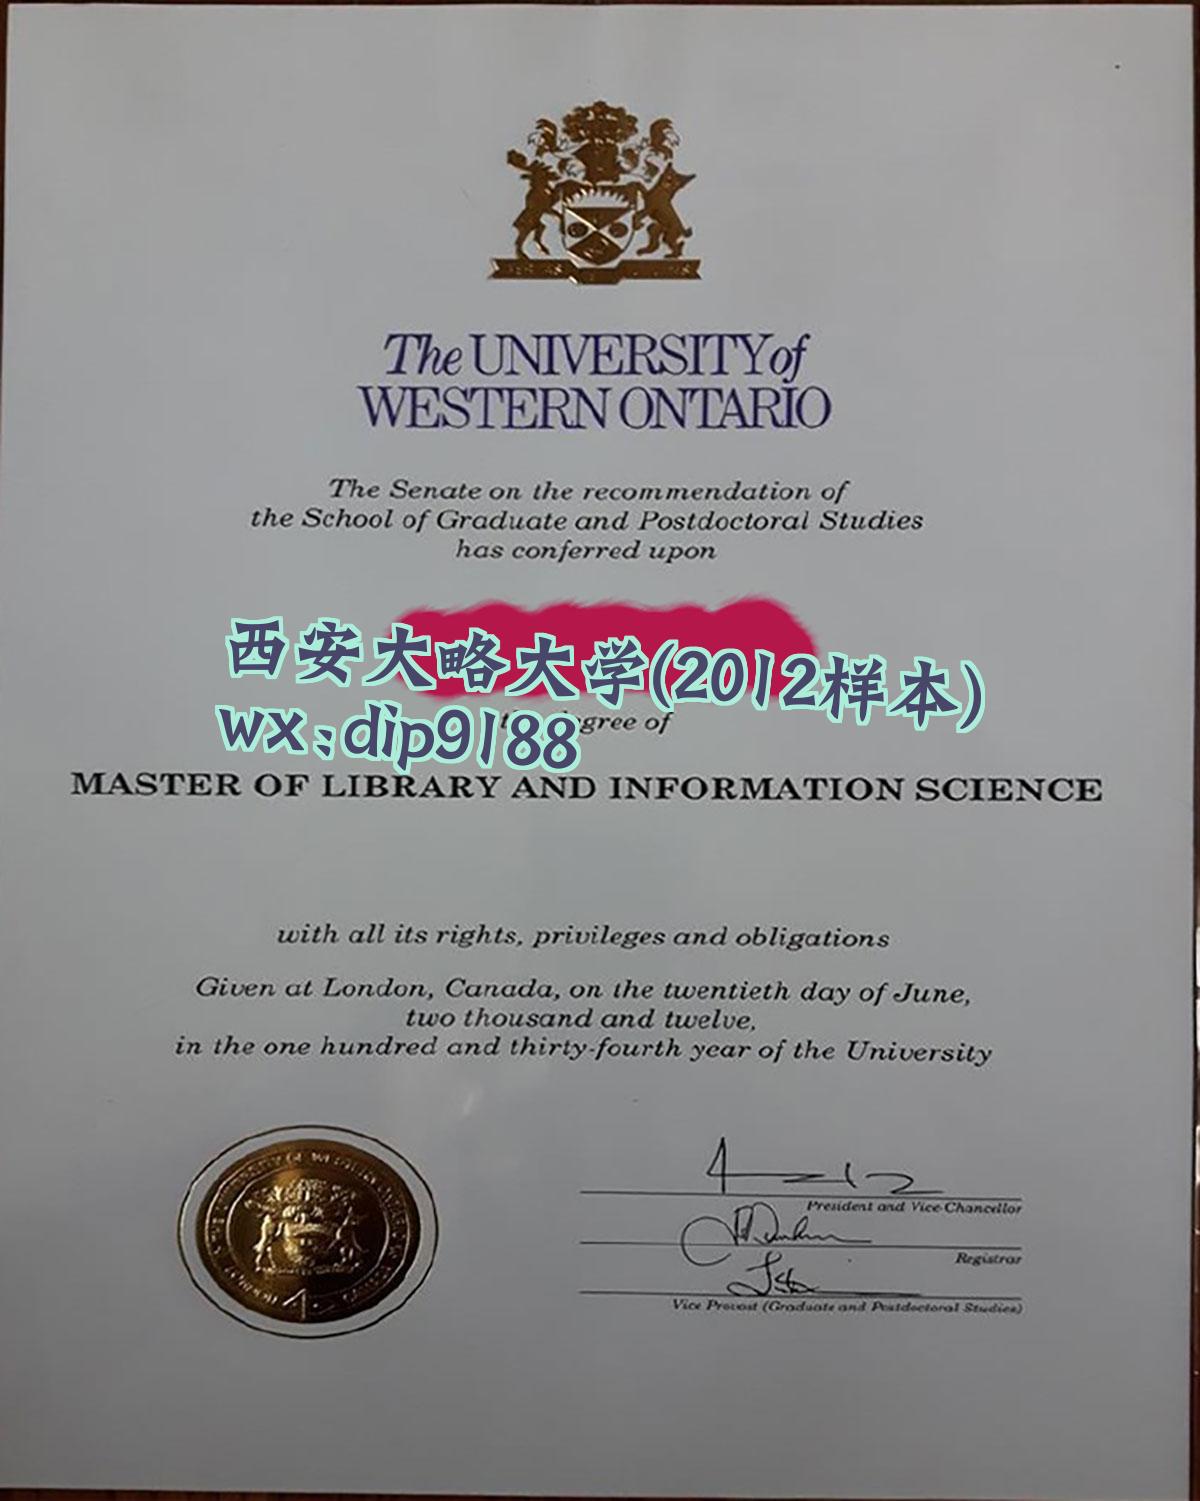 The UNIVERSITY of
WESTERN ONTARIO
The Senate on the recommendation of
the School of Graduate and Postdoctoral Studies
has conferred upon
西安大略大学(2012样本)
wx:dip9188
egree of
MASTER OF LIBRARY AND INFORMATION SCIENCE
with all its rights, privileges and obligations
Given at London, Canada, on the twentieth day of June,
two thousand and twelve,
in the one hundred and thirty-fourth year of the University
President and Vice-Chancellor
Registrar
Vice Provost (Graduate and Postdoctoral Studies)